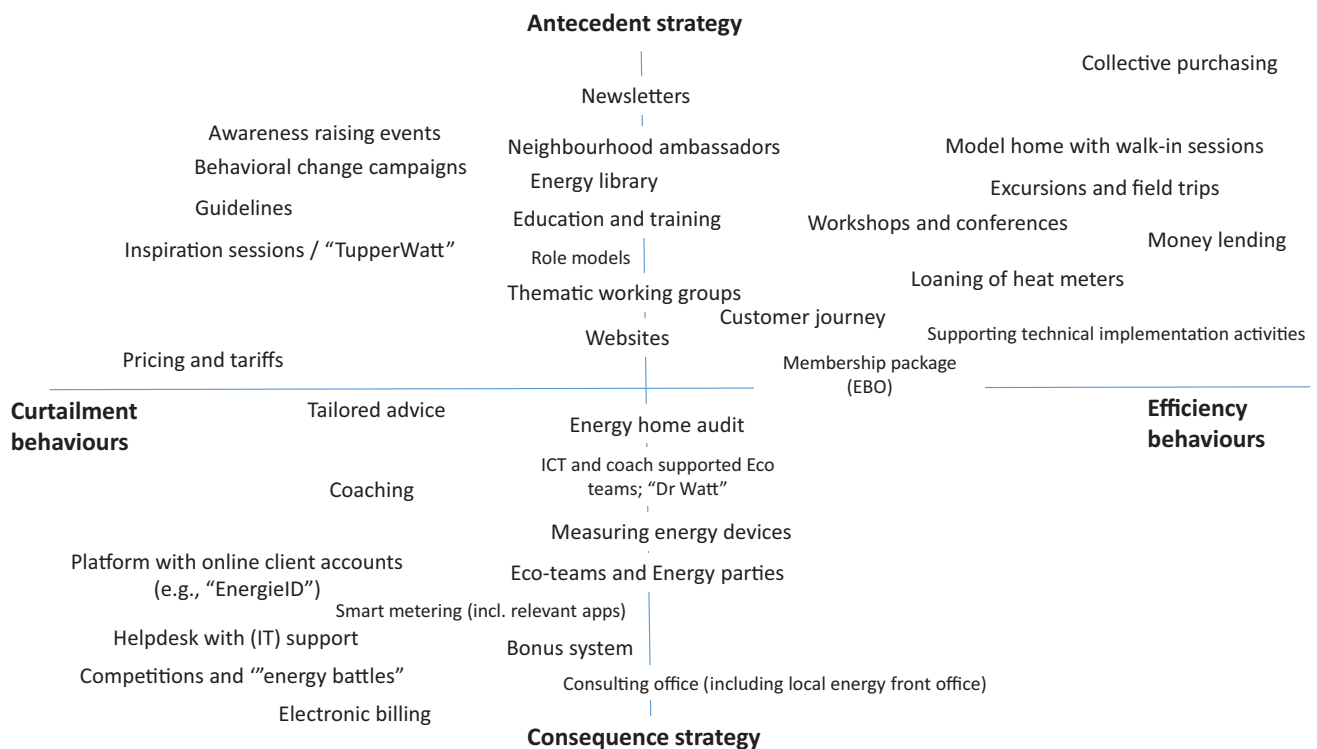 Antecedent strategy
Collective purchasing
Newsletters
Awareness raising events
Neighbourhood ambassadors
Model home with walk-in sessions
Behavioral change campaigns
Energy library
Excursions and field trips
Guidelines
Education and training
Workshops and conferences
Money lending
Inspiration sessions / “TupperWatt”
Role models
Loaning of heat meters
Thematic working groups
Customer journey
Websites
Supporting technical implementation activities
Pricing and tariffs
Membership package
(EBO)
Curtailment
behaviours
Tailored advice
Efficiency
behaviours
Energy home audit
ICT and coach supported Eco
teams; “Dr Watt”
Coaching
Measuring energy devices
Platform with online client accounts
(e.g., “EnergieID”)
Eco-teams and Energy parties
Smart metering (incl. relevant apps)
Helpdesk with (IT) support
Bonus system
Competitions and ‘”energy battles”
Consulting office (including local energy front office)
Electronic billing
Consequence strategy